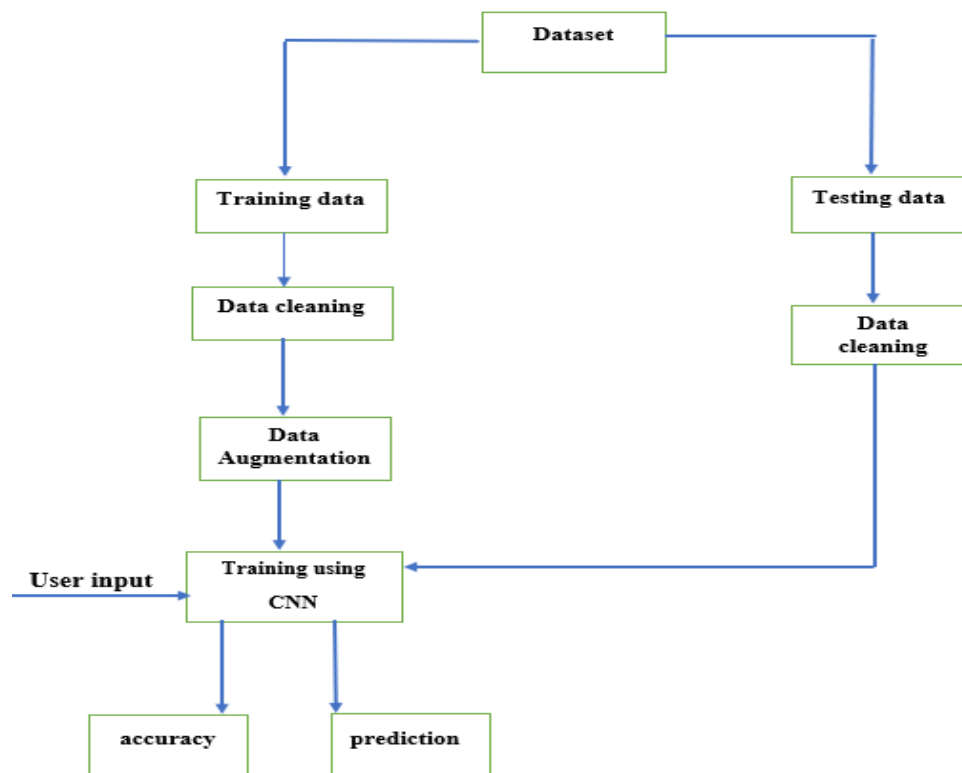 Dataset
Training data
Testing data
Data cleaning
Data
cleaning
Data
Augmentation
Training using
CNN
User input
accuracy
prediction